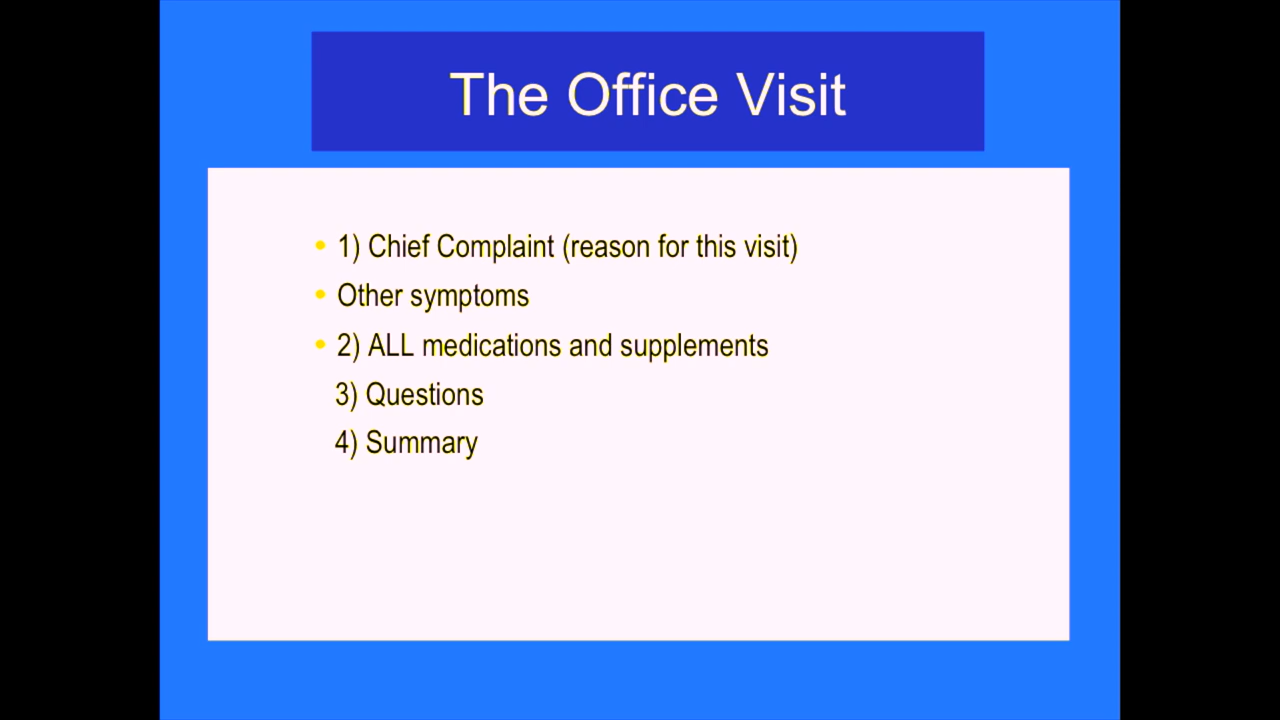 The Office Visit
• 1) Chief Complaint (reason for this visit)
• Other symptoms
• 2) ALL medications and supplements
3) Questions
4) Summary